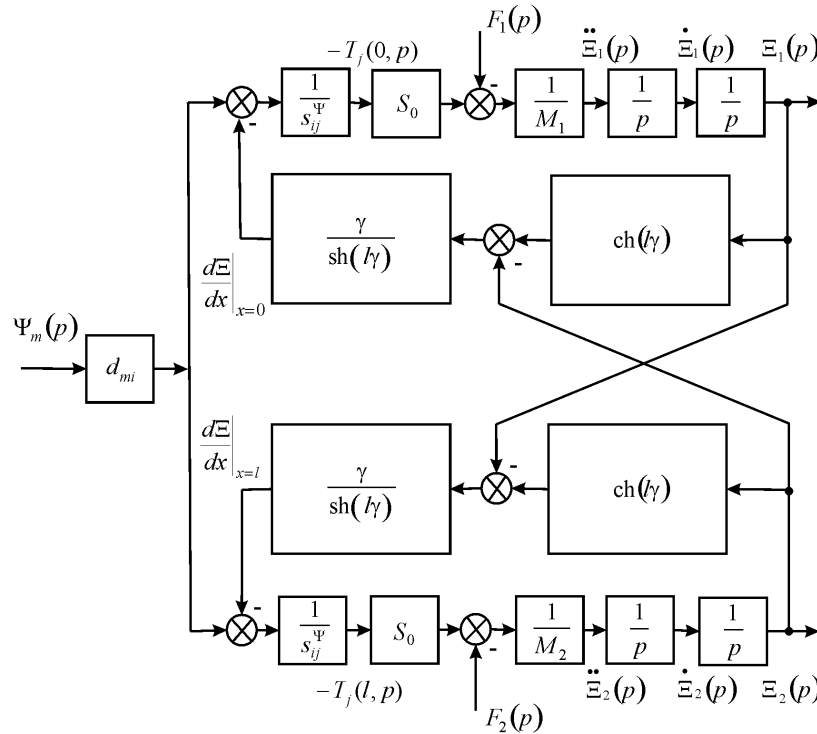 F₁(p)
−T_j(0, p)
Ξ̈₁(p) Ξ̇₁(p) Ξ₁(p)
1/s_ij^Ψ S₀ 1/M₁ 1/p 1/p
- -
γ/sh(lγ) ch(lγ)
-
dΞ/dx|ₓ₌₀
Ψ_m(p)
d_mi
dΞ/dx|ₓ₌l
γ/sh(lγ) ch(lγ)
-
- -
1/s_ij^Ψ S₀ 1/M₂ 1/p 1/p
−T_j(l, p)
Ξ̈₂(p) Ξ̇₂(p) Ξ₂(p)
F₂(p)